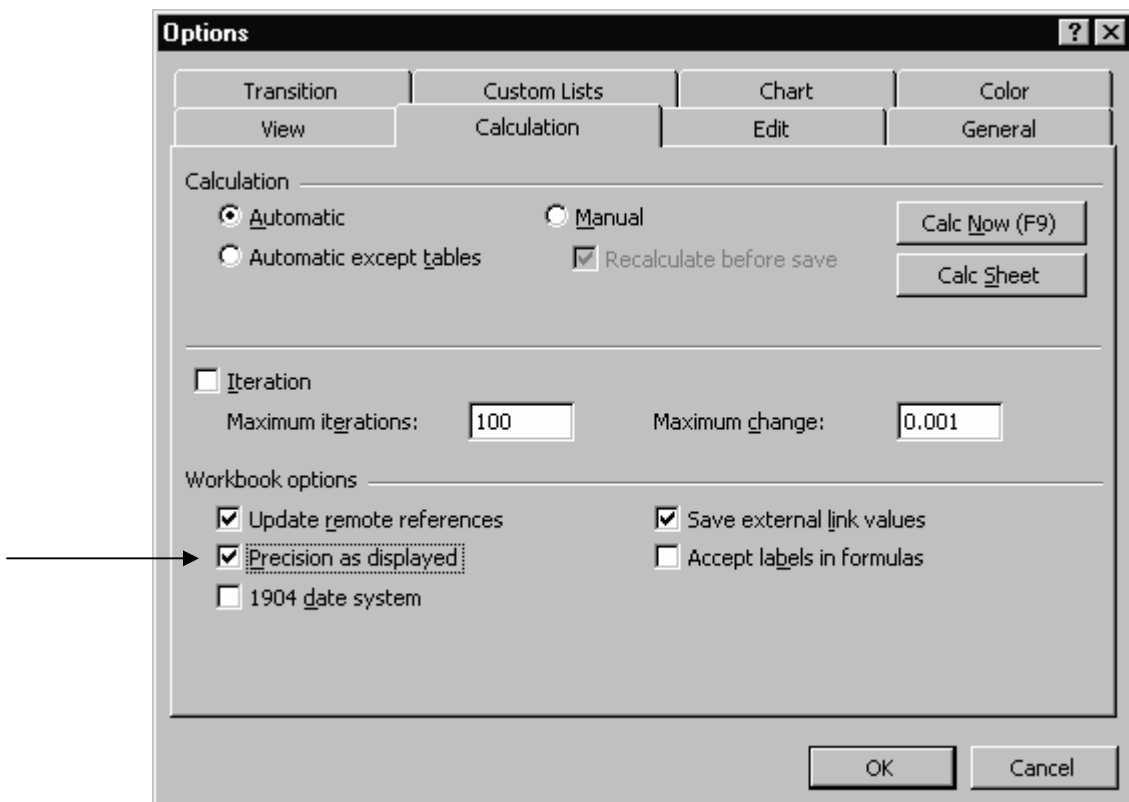 Options
Transition Custom Lists Chart Color
View Calculation Edit General
Calculation
Automatic Manual Calc Now (F9)
Automatic except tables Recalculate before save Calc Sheet
Iteration
Maximum iterations: 100 Maximum change: 0.001
Workbook options
Update remote references Save external link values
Precision as displayed Accept labels in formulas
1904 date system
OK Cancel